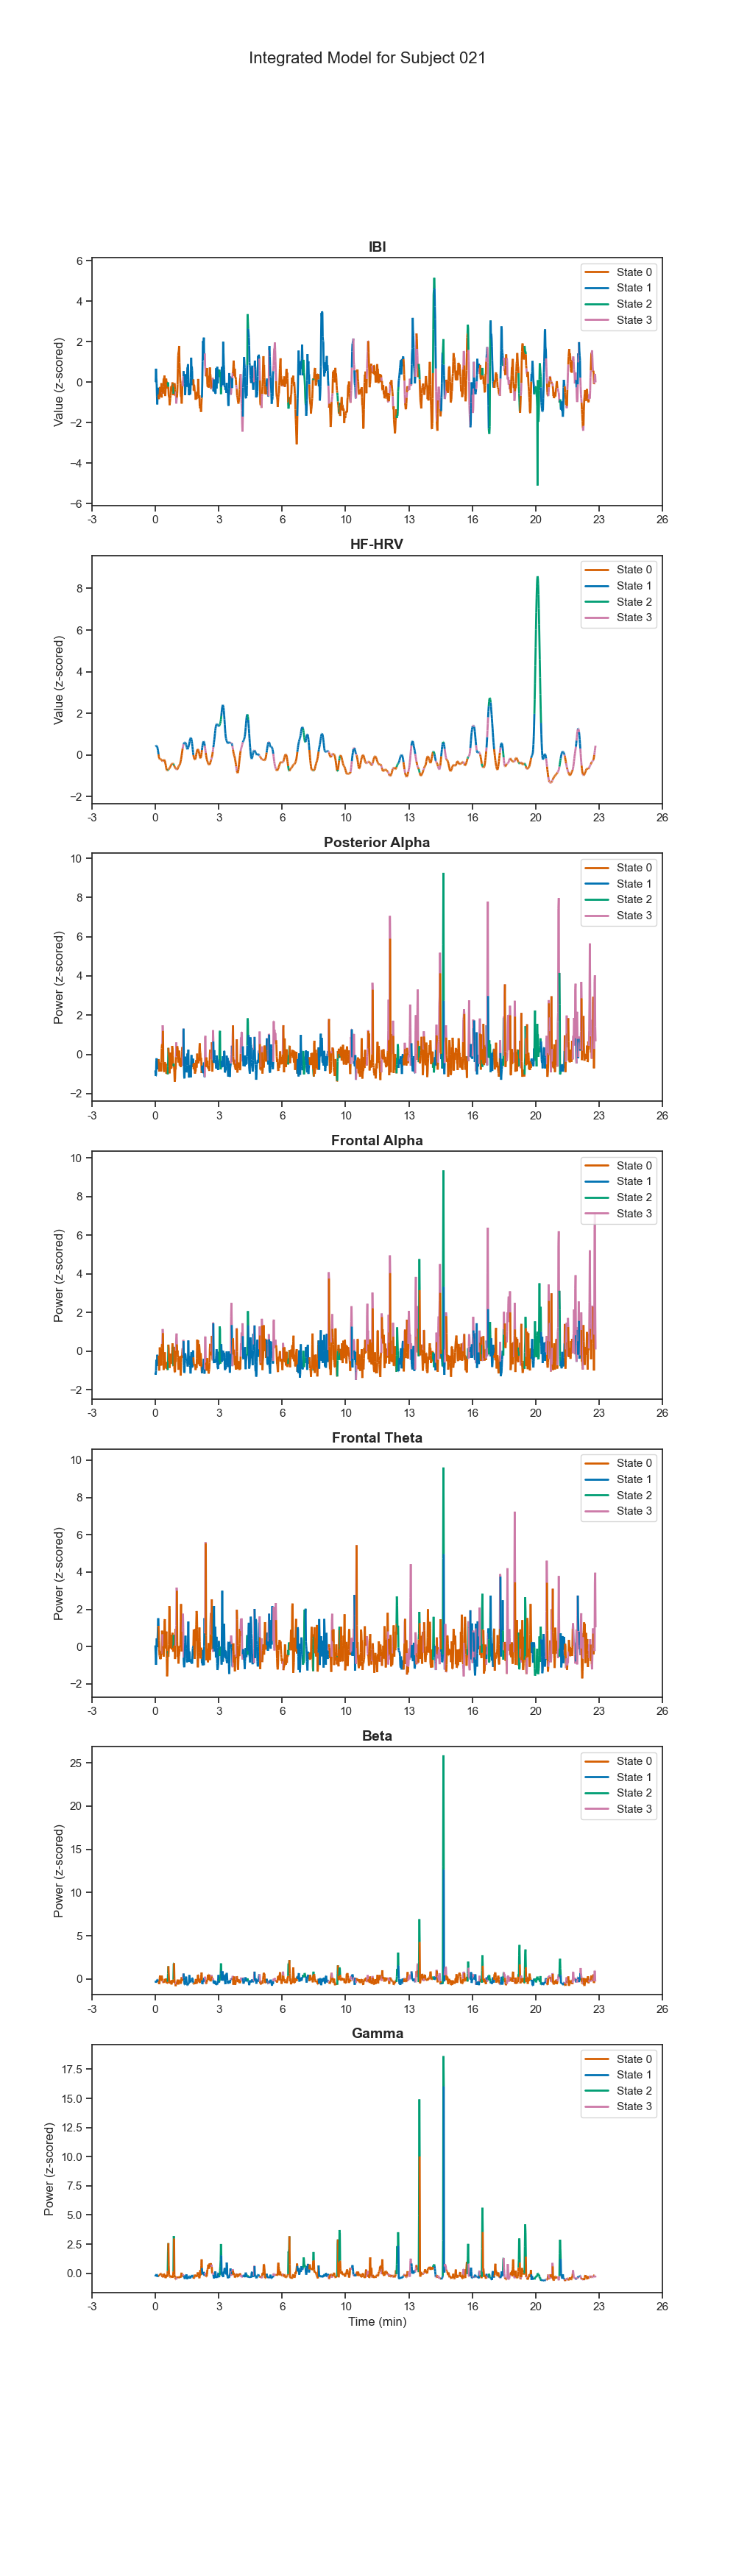 Integrated Model for Subject 021
IBI
Value (z-scored)
6
4
2
0
−2
−4
−6
-3 0 3 6 10 13 16 20 23 26
State 0
State 1
State 2
State 3
HF-HRV
Value (z-scored)
8
6
4
2
0
−2
-3 0 3 6 10 13 16 20 23 26
State 0
State 1
State 2
State 3
Posterior Alpha
Power (z-scored)
10
8
6
4
2
0
−2
-3 0 3 6 10 13 16 20 23 26
State 0
State 1
State 2
State 3
Frontal Alpha
Power (z-scored)
10
8
6
4
2
0
−2
-3 0 3 6 10 13 16 20 23 26
State 0
State 1
State 2
State 3
Frontal Theta
Power (z-scored)
10
8
6
4
2
0
−2
-3 0 3 6 10 13 16 20 23 26
State 0
State 1
State 2
State 3
Beta
Power (z-scored)
25
20
15
10
5
0
-3 0 3 6 10 13 16 20 23 26
State 0
State 1
State 2
State 3
Gamma
Power (z-scored)
17.5
15.0
12.5
10.0
7.5
5.0
2.5
0.0
-3 0 3 6 10 13 16 20 23 26
State 0
State 1
State 2
State 3
Time (min)